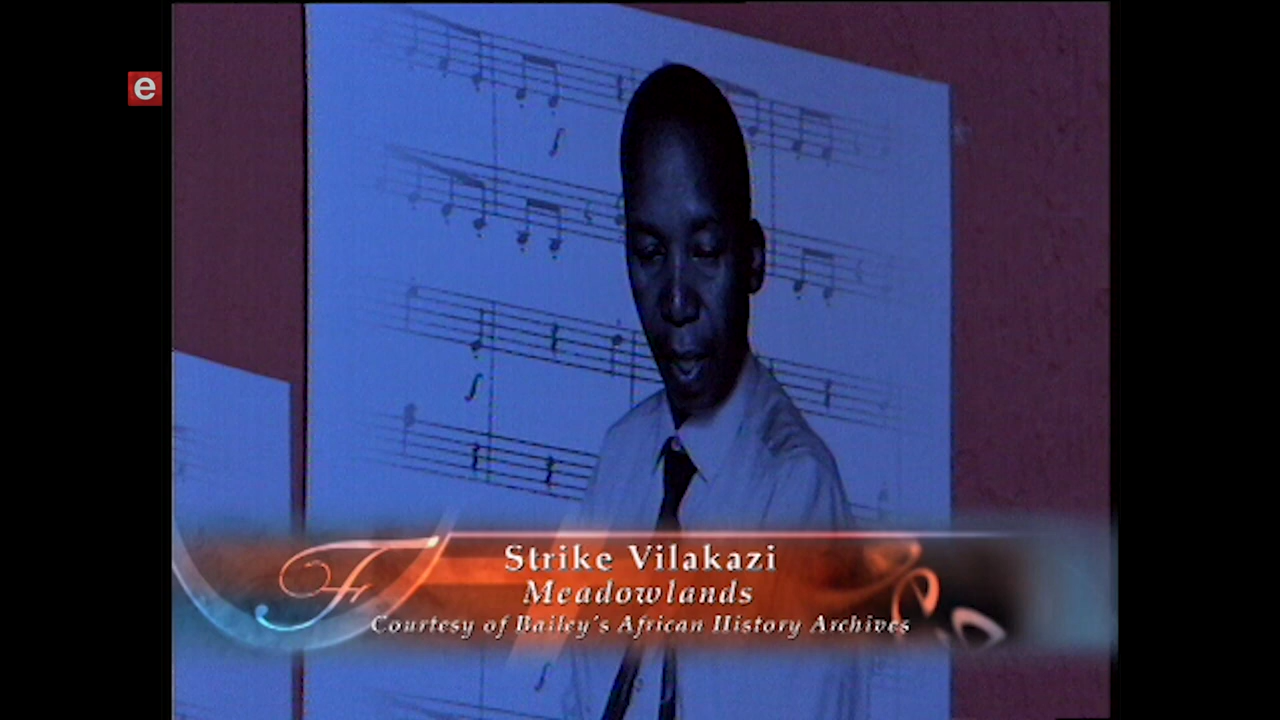 e
Strike Vilakazi
Meadowlands
Courtesy of Bailey's African History Archives